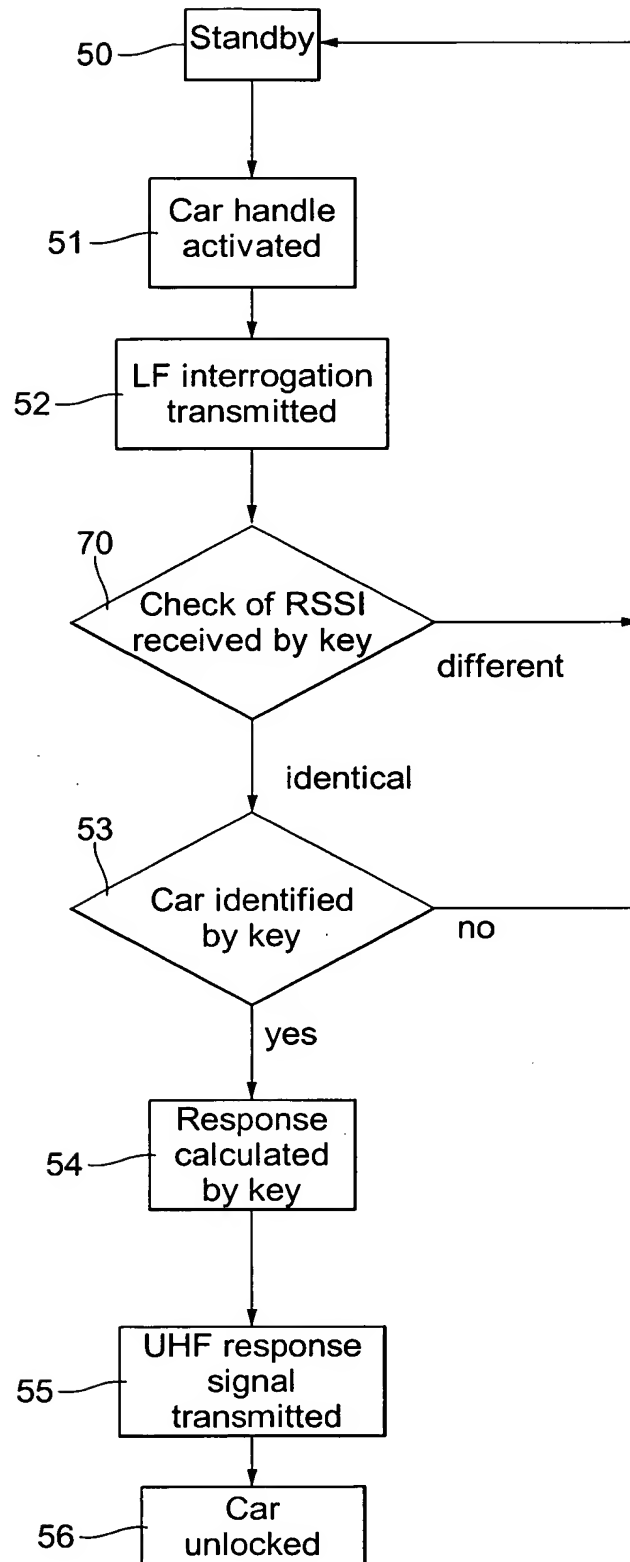 50
Standby
51
Car handle
activated
52
LF interrogation
transmitted
70
Check of RSSI
received by key
different
identical
53
Car identified
by key
no
yes
54
Response
calculated
by key
55
UHF response
signal
transmitted
56
Car
unlocked